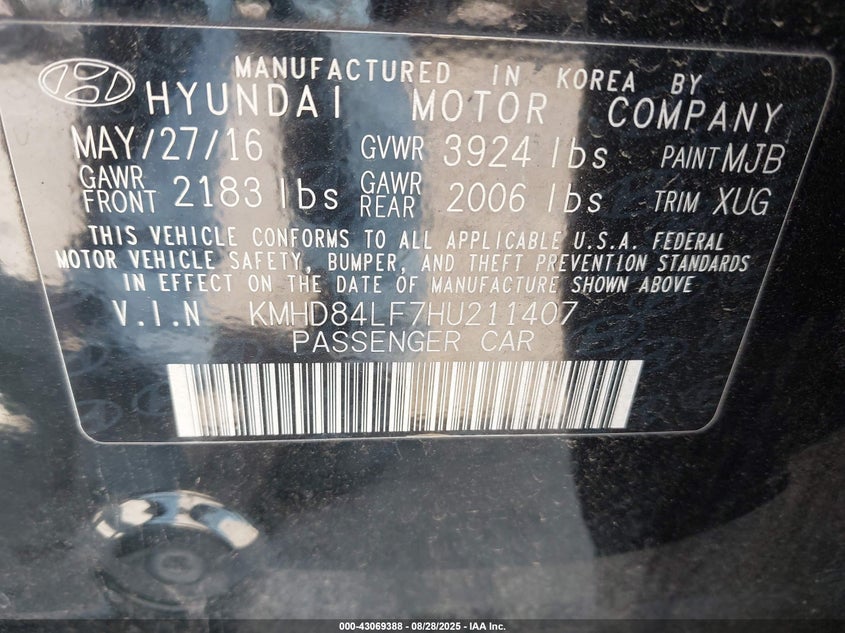 MANUFACTURED IN KOREA BY
HYUNDAI MOTOR COMPANY
MAY/27/16 GVWR 3924 lbs PAINT MJB
GAWR FRONT 2183 lbs GAWR REAR 2006 lbs TRIM XUG
THIS VEHICLE CONFORMS TO ALL APPLICABLE U.S.A. FEDERAL
MOTOR VEHICLE SAFETY, BUMPER, AND THEFT PREVENTION STANDARDS
IN EFFECT ON THE DATE OF MANUFACTURE SHOWN ABOVE
V.I.N KMHD84LF7HU211407
PASSENGER CAR
000-43069388 - 08/28/2025 - IAA Inc.